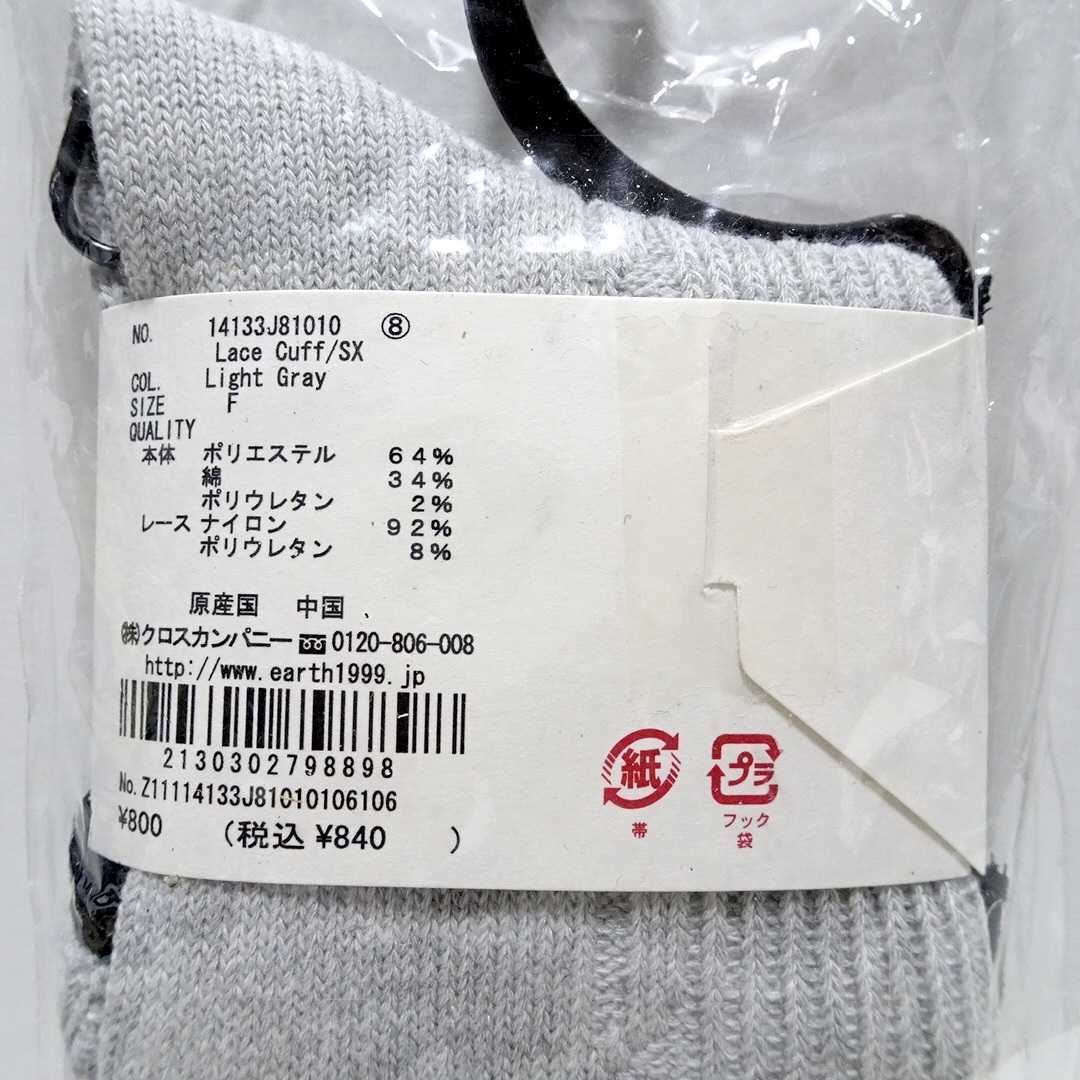 NO. 14133J81010 ⑧
Lace Cuff/SX
COL. Light Gray
SIZE F
QUALITY
本体 ポリエステル 64%
綿 34%
ポリウレタン 2%
レース ナイロン 92%
ポリウレタン 8%
原産国 中国
㈱クロスカンパニー 0120-806-008
http://www.earth1999.jp
2130302798898
No.Z11114133J81010106106
¥800 (税込 ¥840 )
紙
帯
プラ
フック
袋